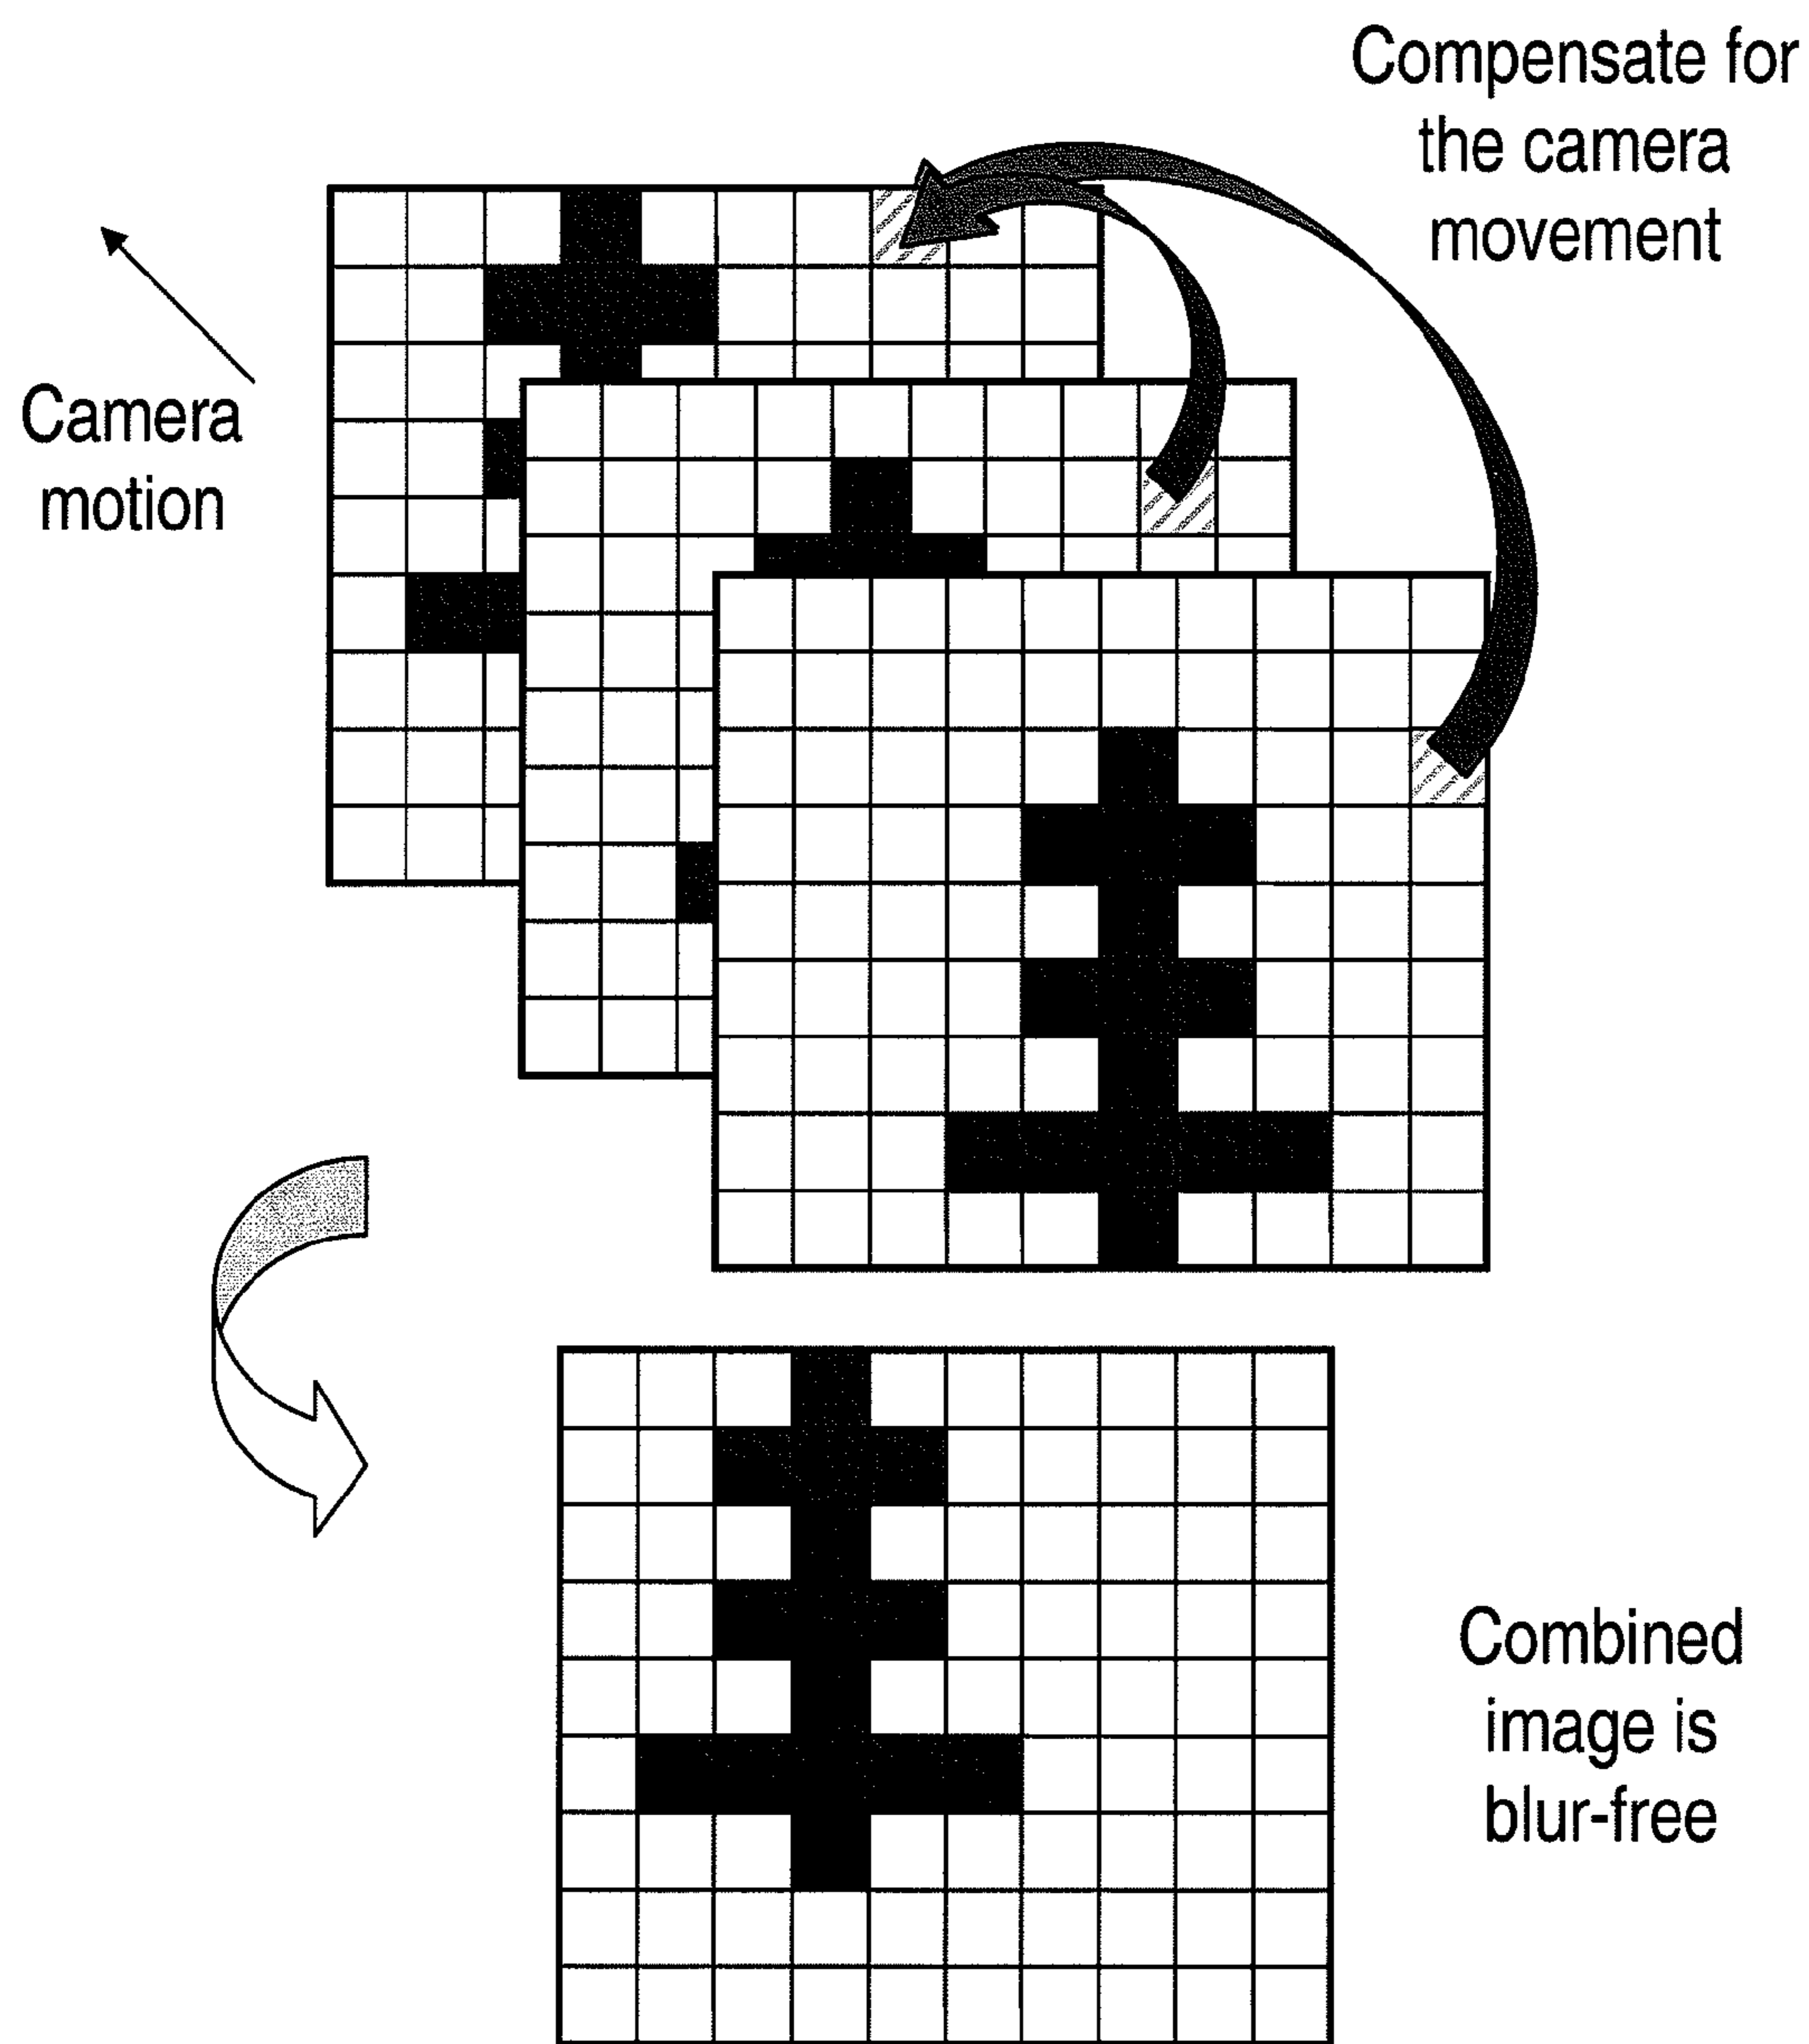 Compensate for
the camera
movement
Camera
motion
Combined
image is
blur-free